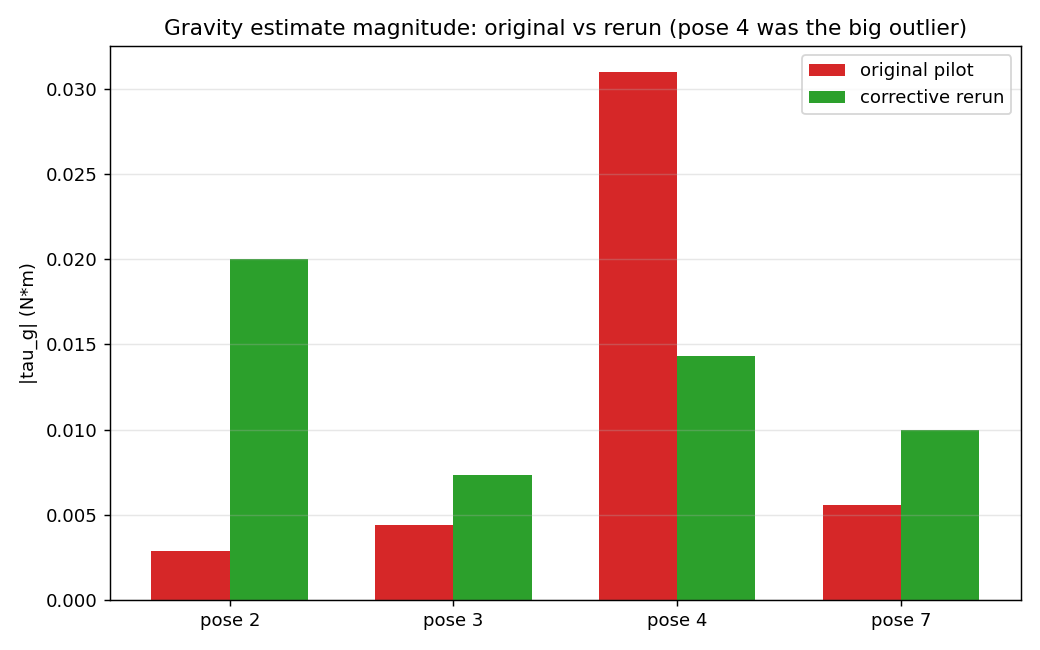 Gravity estimate magnitude: original vs rerun (pose 4 was the big outlier)
original pilot
corrective rerun
|tau_g| (N*m)
0.030
0.025
0.020
0.015
0.010
0.005
0.000
pose 2
pose 3
pose 4
pose 7